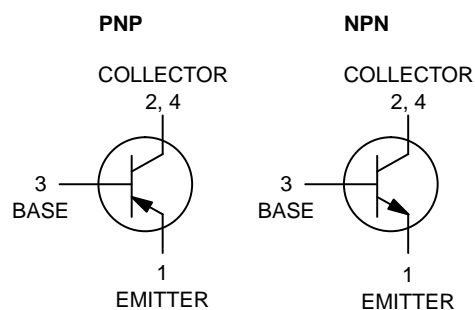 PNP
COLLECTOR
2, 4
3
BASE
1
EMITTER
NPN
COLLECTOR
2, 4
3
BASE
1
EMITTER